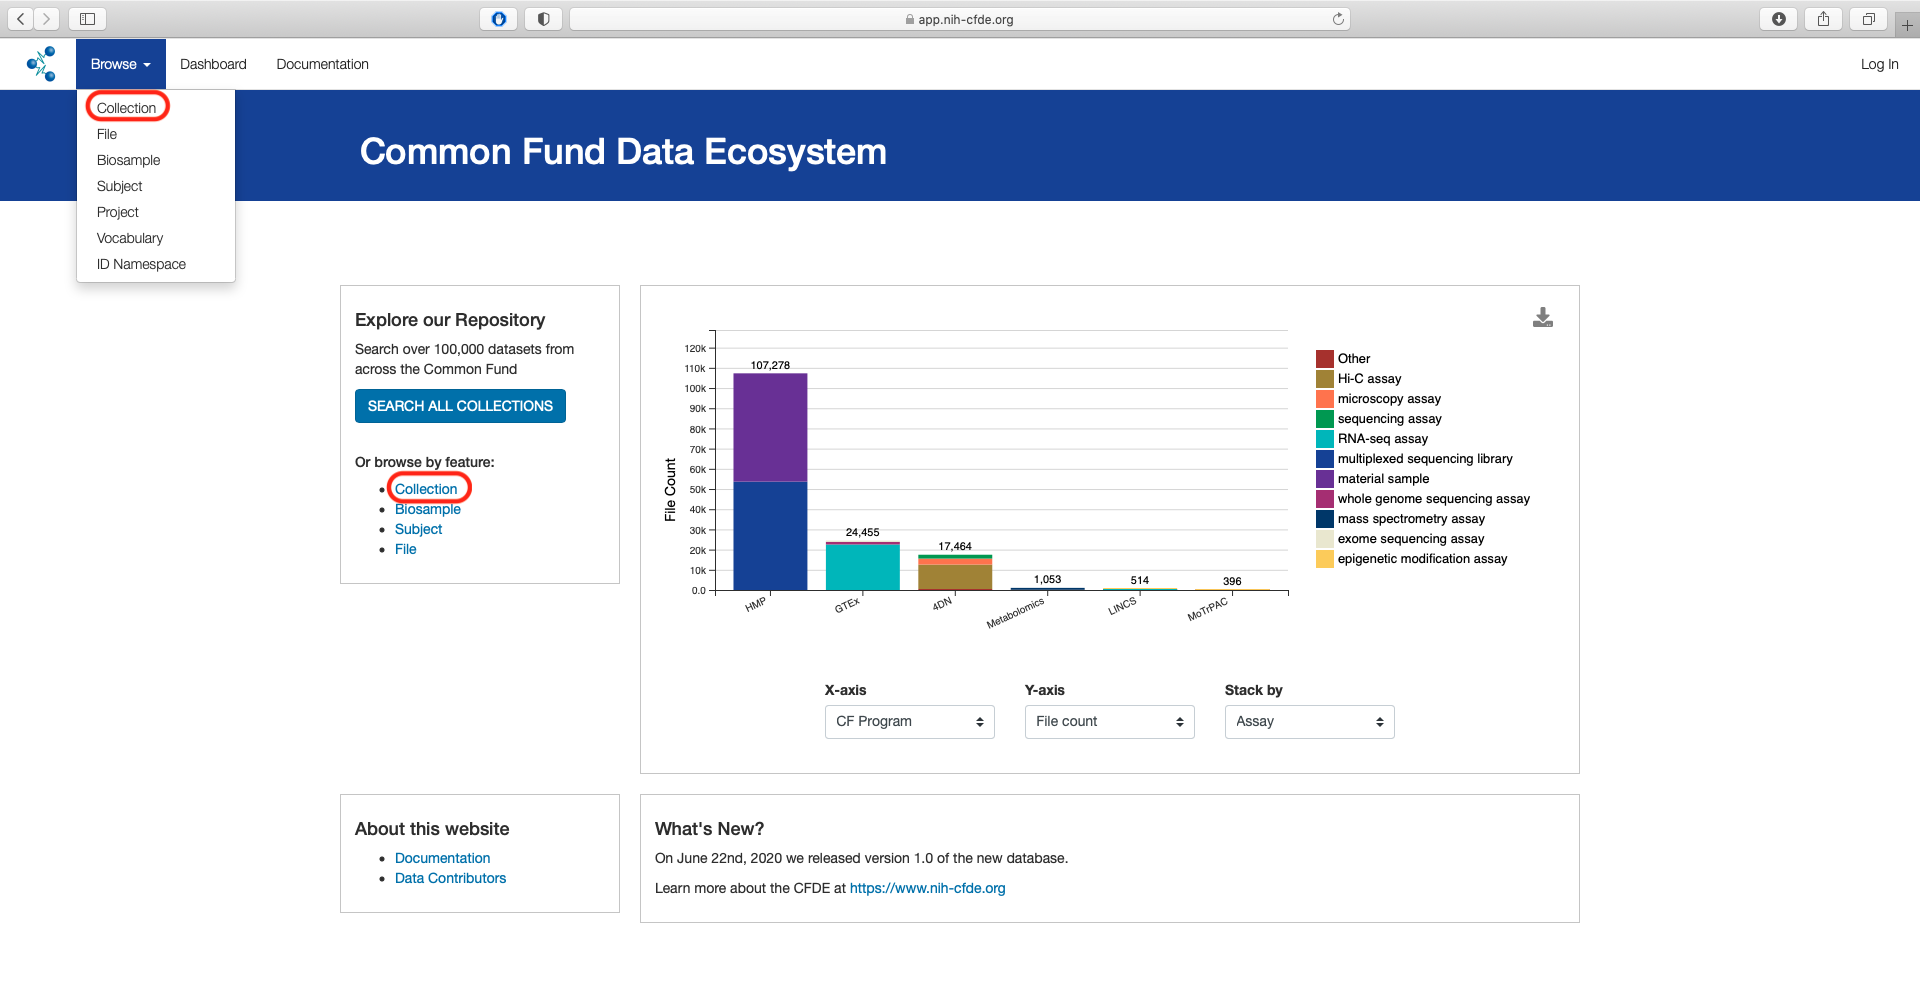 app.nih-cfde.org
Browse Dashboard Documentation Log In
Collection
File
Biosample
Subject
Project
Vocabulary
ID Namespace
Common Fund Data Ecosystem
Explore our Repository
Search over 100,000 datasets from
across the Common Fund
SEARCH ALL COLLECTIONS
Or browse by feature:
Collection
Biosample
Subject
File
File Count
120k
110k
100k
90k
80k
70k
60k
50k
40k
30k
20k
10k
0.0
107,278
24,455
17,464
1,053
514
396
HMP
GTEx
4DN
Metabolomics
LINCS
MoTrPAC
Other
Hi-C assay
microscopy assay
sequencing assay
RNA-seq assay
multiplexed sequencing library
material sample
whole genome sequencing assay
mass spectrometry assay
exome sequencing assay
epigenetic modification assay
X-axis Y-axis Stack by
CF Program File count Assay
About this website
Documentation
Data Contributors
What's New?
On June 22nd, 2020 we released version 1.0 of the new database.
Learn more about the CFDE at https://www.nih-cfde.org